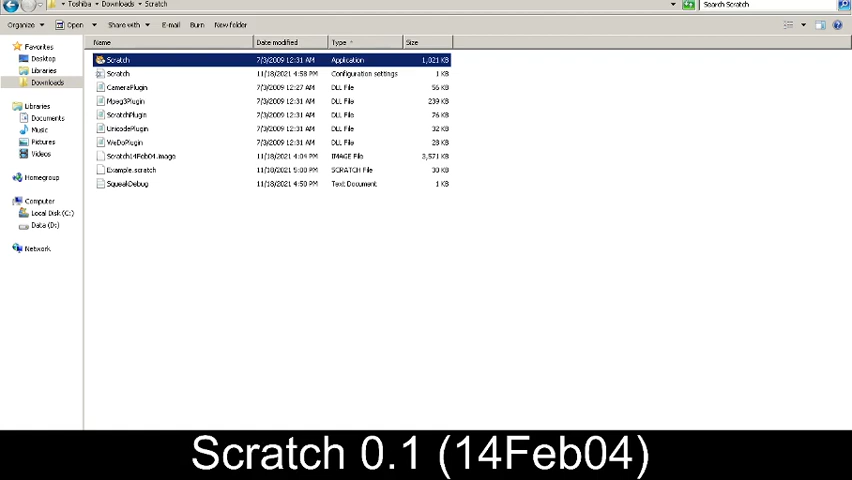 Toshiba ▸ Downloads ▸ Scratch
Search Scratch
Organize Open Share with E-mail Burn New folder
Name Date modified Type Size
Favorites
Desktop
Libraries
Downloads
Libraries
Documents
Music
Pictures
Videos
Homegroup
Computer
Local Disk (C:)
Data (D:)
Network
Scratch 7/3/2009 12:31 AM Application 1,821 KB
Scratch 11/18/2021 4:58 PM Configuration settings 1 KB
CameraPlugin 7/3/2009 12:27 AM DLL File 56 KB
Mpeg3Plugin 7/3/2009 12:31 AM DLL File 239 KB
ScratchPlugin 7/3/2009 12:31 AM DLL File 76 KB
UnicodePlugin 7/3/2009 12:31 AM DLL File 32 KB
WeDoPlugin 7/3/2009 12:31 AM DLL File 28 KB
Scratch14Feb04.image 11/18/2021 4:04 PM IMAGE File 3,571 KB
Example.scratch 11/18/2021 5:00 PM SCRATCH File 30 KB
SqueakDebug 11/18/2021 4:50 PM Text Document 1 KB
Scratch 0.1 (14Feb04)